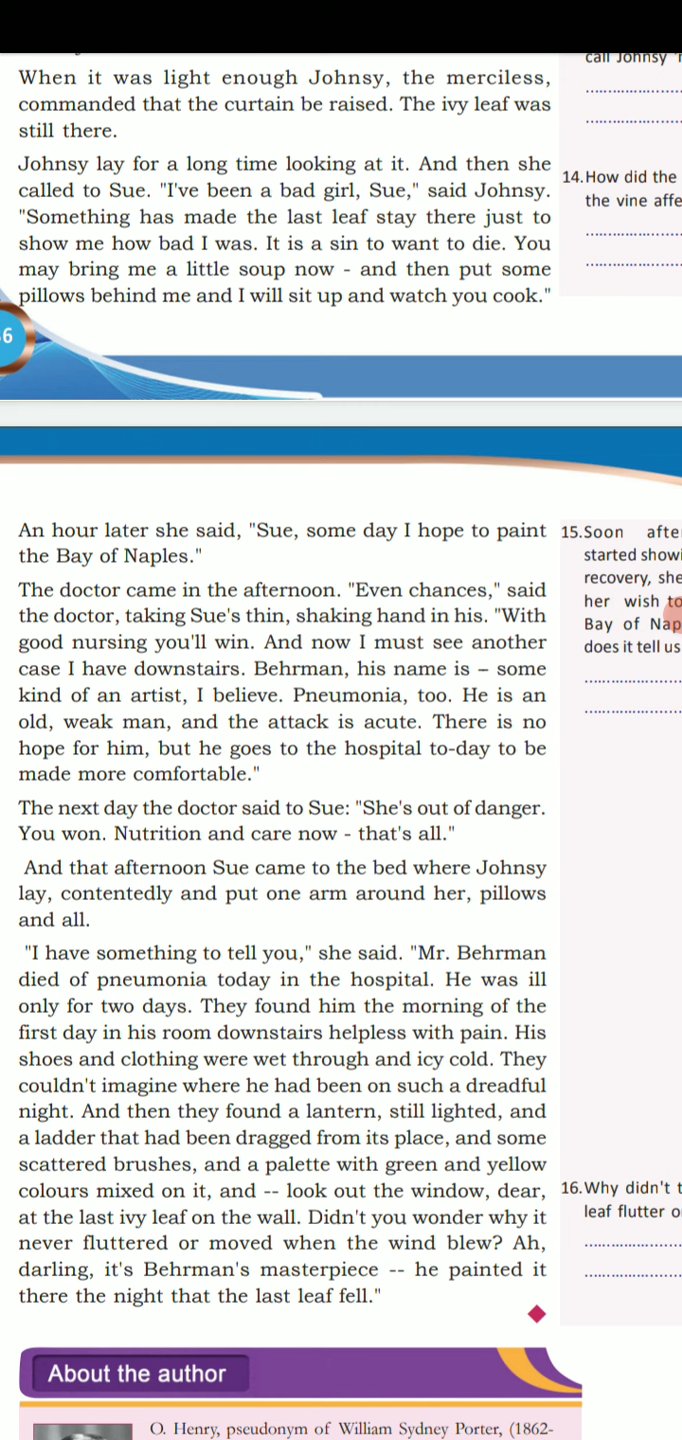 call Johnsy
When it was light enough Johnsy, the merciless,
commanded that the curtain be raised. The ivy leaf was
still there.
Johnsy lay for a long time looking at it. And then she
called to Sue. "I've been a bad girl, Sue," said Johnsy.
"Something has made the last leaf stay there just to
show me how bad I was. It is a sin to want to die. You
may bring me a little soup now - and then put some
pillows behind me and I will sit up and watch you cook."
14.How did the
the vine affe
6
An hour later she said, "Sue, some day I hope to paint
the Bay of Naples."
The doctor came in the afternoon. "Even chances," said
the doctor, taking Sue's thin, shaking hand in his. "With
good nursing you'll win. And now I must see another
case I have downstairs. Behrman, his name is – some
kind of an artist, I believe. Pneumonia, too. He is an
old, weak man, and the attack is acute. There is no
hope for him, but he goes to the hospital to-day to be
made more comfortable."
The next day the doctor said to Sue: "She's out of danger.
You won. Nutrition and care now - that's all."
And that afternoon Sue came to the bed where Johnsy
lay, contentedly and put one arm around her, pillows
and all.
"I have something to tell you," she said. "Mr. Behrman
died of pneumonia today in the hospital. He was ill
only for two days. They found him the morning of the
first day in his room downstairs helpless with pain. His
shoes and clothing were wet through and icy cold. They
couldn't imagine where he had been on such a dreadful
night. And then they found a lantern, still lighted, and
a ladder that had been dragged from its place, and some
scattered brushes, and a palette with green and yellow
colours mixed on it, and -- look out the window, dear,
at the last ivy leaf on the wall. Didn't you wonder why it
never fluttered or moved when the wind blew? Ah,
darling, it's Behrman's masterpiece -- he painted it
there the night that the last leaf fell."
15.Soon afte
started showi
recovery, she
her wish to
Bay of Nap
does it tell us
16.Why didn't t
leaf flutter o
About the author
O. Henry, pseudonym of William Sydney Porter, (1862-